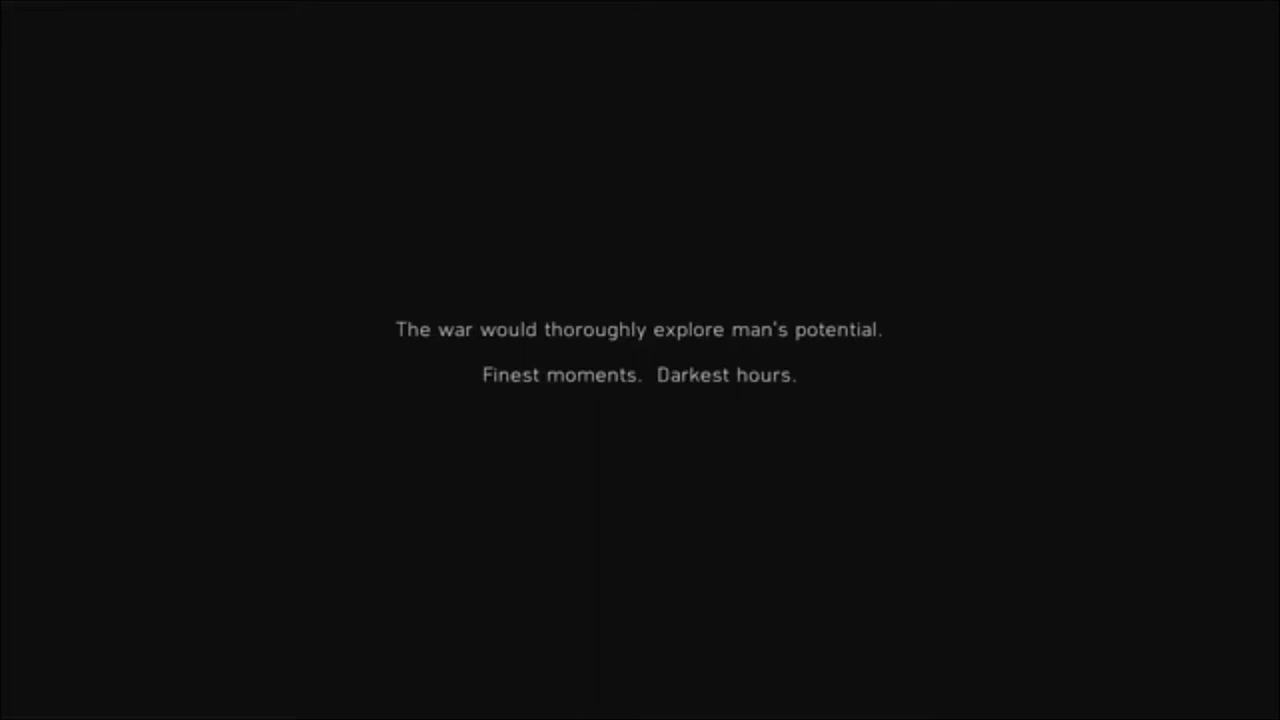 The war would thoroughly explore man's potential.
Finest moments.  Darkest hours.